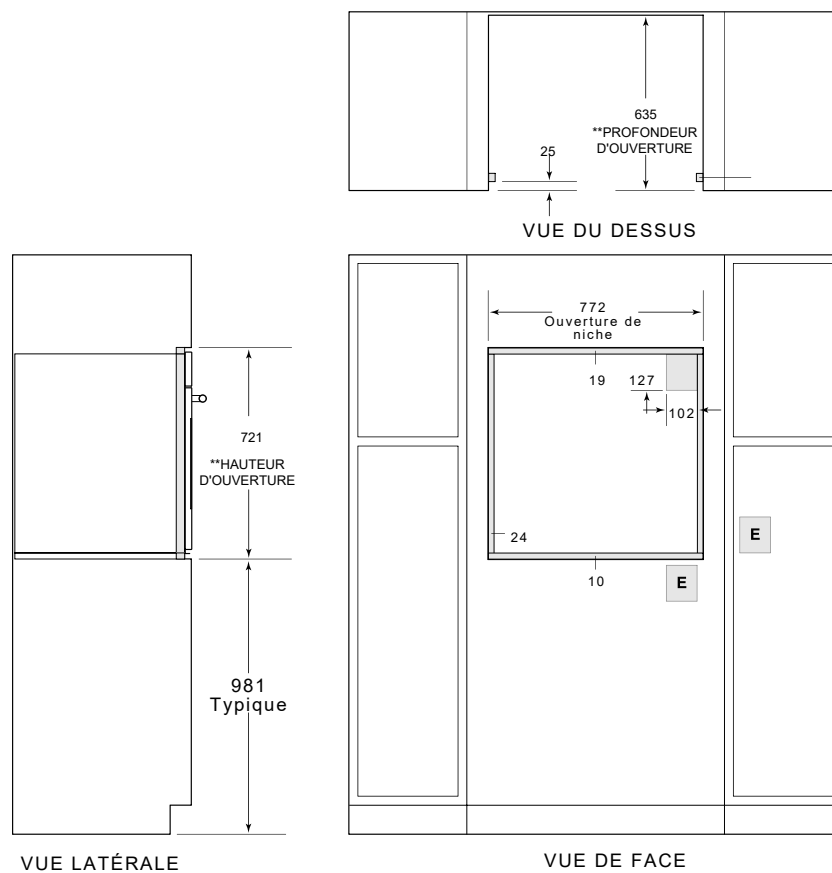 635
**PROFONDEUR
D'OUVERTURE
25
VUE DU DESSUS
772
Ouverture de
niche
19
127
102
721
**HAUTEUR
D'OUVERTURE
24
E
10
E
981
Typique
VUE LATÉRALE
VUE DE FACE